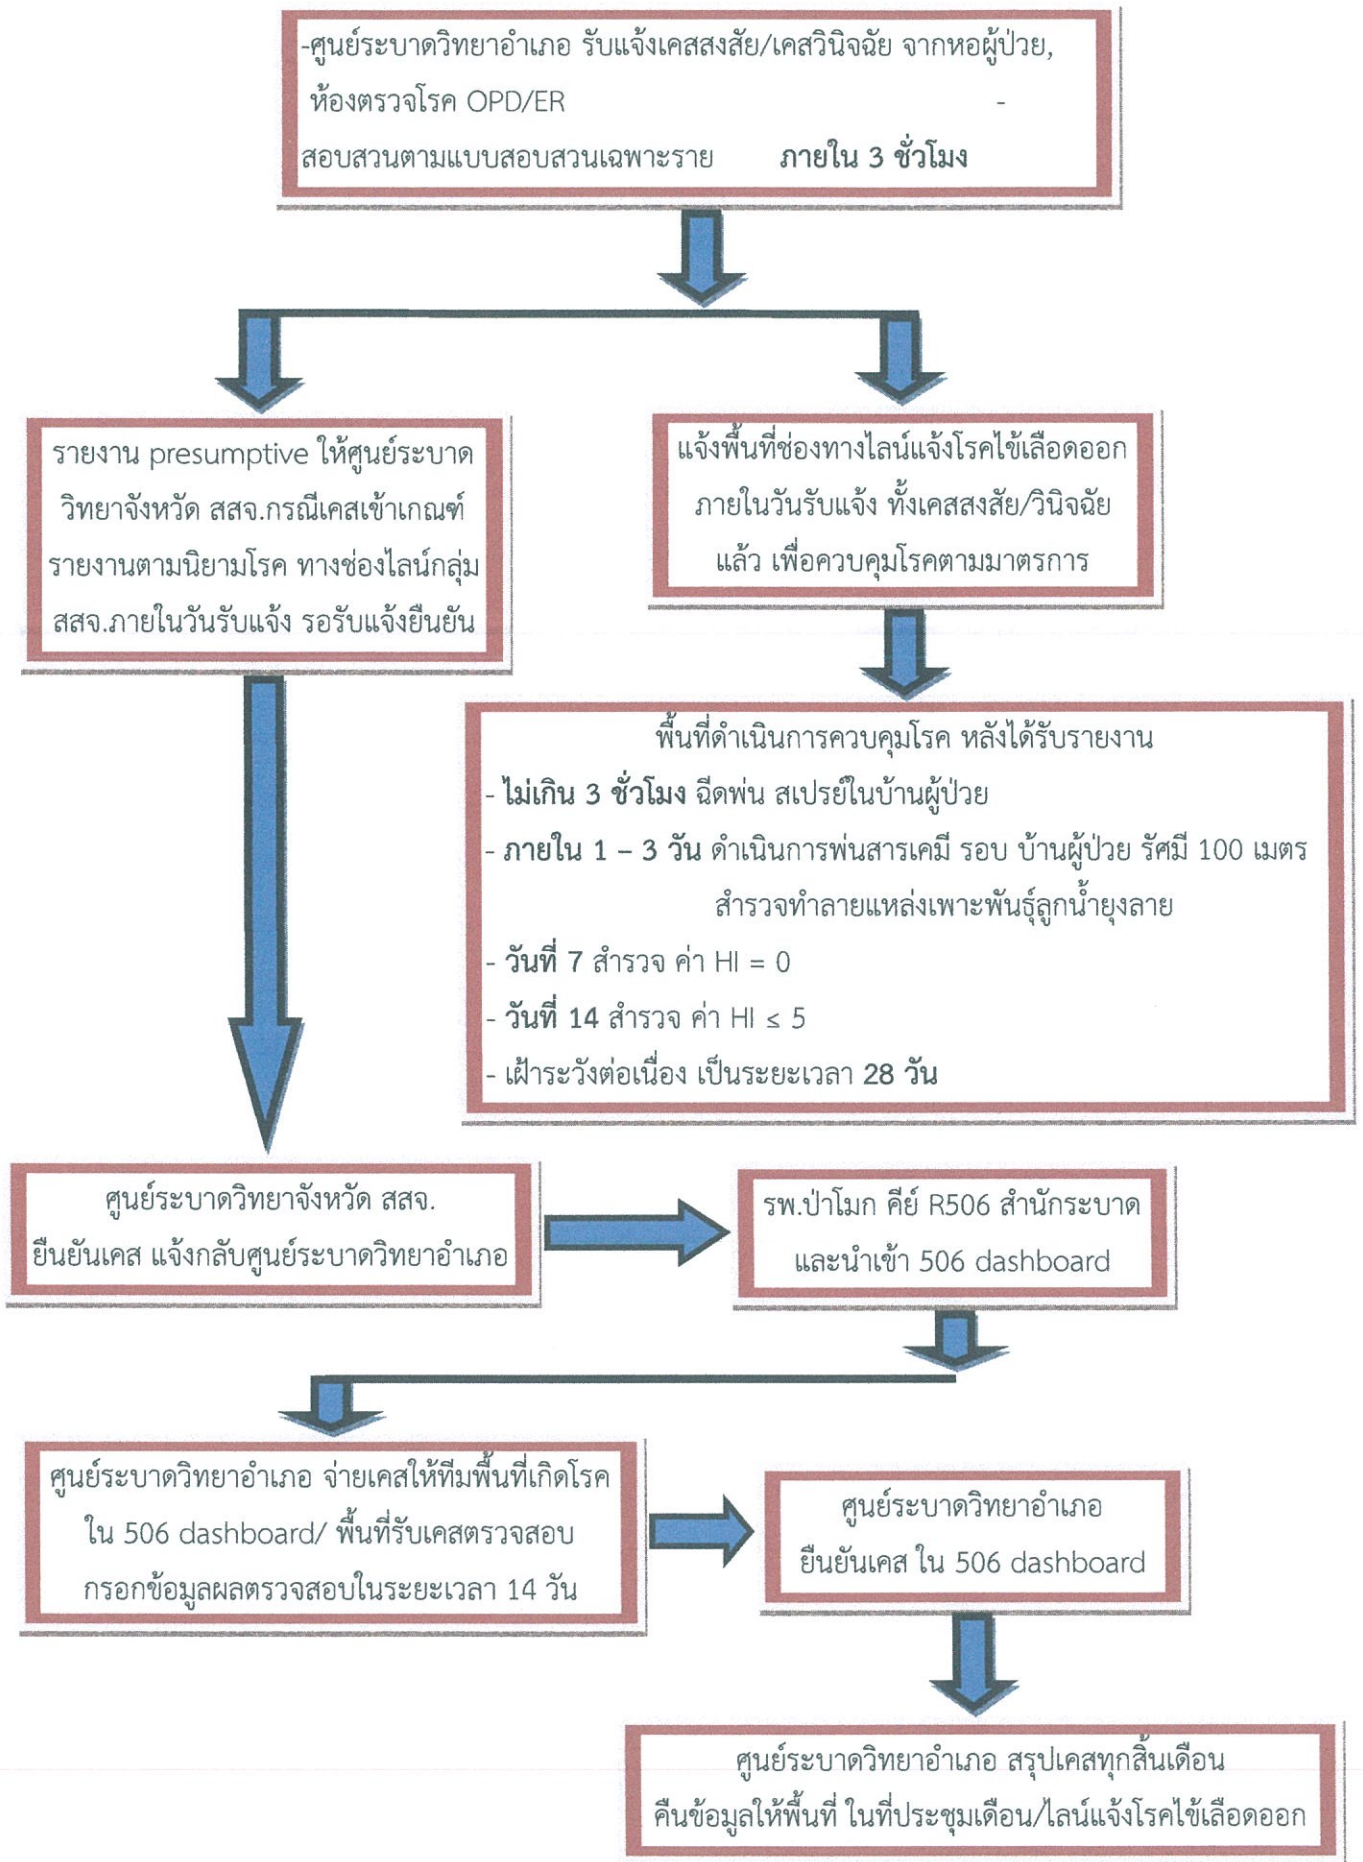 -ศูนย์ระบาดวิทยาอำเภอ รับแจ้งเคสสงสัย/เคสวินิจฉัย จากหอผู้ป่วย,
ห้องตรวจโรค OPD/ER -
สอบสวนตามแบบสอบสวนเฉพาะราย ภายใน 3 ชั่วโมง
รายงาน presumptive ให้ศูนย์ระบาด
วิทยาจังหวัด สสจ.กรณีเคสเข้าเกณฑ์
รายงานตามนิยามโรค ทางช่องไลน์กลุ่ม
สสจ.ภายในวันรับแจ้ง รอรับแจ้งยืนยัน
แจ้งพื้นที่ช่องทางไลน์แจ้งโรคไข้เลือดออก
ภายในวันรับแจ้ง ทั้งเคสสงสัย/วินิจฉัย
แล้ว เพื่อควบคุมโรคตามมาตรการ
พื้นที่ดำเนินการควบคุมโรค หลังได้รับรายงาน
- ไม่เกิน 3 ชั่วโมง ฉีดพ่น สเปรย์ในบ้านผู้ป่วย
- ภายใน 1 – 3 วัน ดำเนินการพ่นสารเคมี รอบ บ้านผู้ป่วย รัศมี 100 เมตร
สำรวจทำลายแหล่งเพาะพันธุ์ลูกน้ำยุงลาย
- วันที่ 7 สำรวจ ค่า HI = 0
- วันที่ 14 สำรวจ ค่า HI ≤ 5
- เฝ้าระวังต่อเนื่อง เป็นระยะเวลา 28 วัน
ศูนย์ระบาดวิทยาจังหวัด สสจ.
ยืนยันเคส แจ้งกลับศูนย์ระบาดวิทยาอำเภอ
รพ.ป่าโมก คีย์ R506 สำนักระบาด
และนำเข้า 506 dashboard
ศูนย์ระบาดวิทยาอำเภอ จ่ายเคสให้ทีมพื้นที่เกิดโรค
ใน 506 dashboard/ พื้นที่รับเคสตรวจสอบ
กรอกข้อมูลผลตรวจสอบในระยะเวลา 14 วัน
ศูนย์ระบาดวิทยาอำเภอ
ยืนยันเคส ใน 506 dashboard
ศูนย์ระบาดวิทยาอำเภอ สรุปเคสทุกสิ้นเดือน
คืนข้อมูลให้พื้นที่ ในที่ประชุมเดือน/ไลน์แจ้งโรคไข้เลือดออก